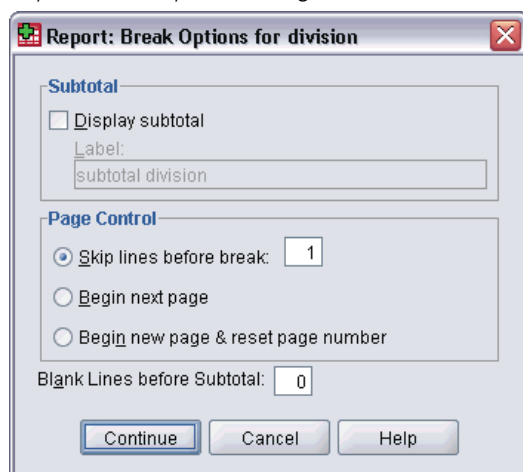 Report: Break Options for division
Subtotal
Display subtotal
Label:
subtotal division
Page Control
Skip lines before break: 1
Begin next page
Begin new page & reset page number
Blank Lines before Subtotal: 0
Continue Cancel Help